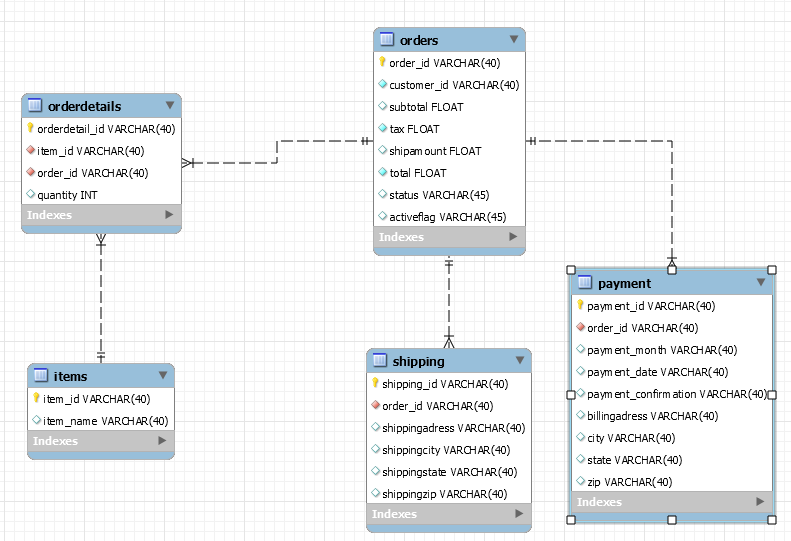 orders
order_id VARCHAR(40)
customer_id VARCHAR(40)
subtotal FLOAT
tax FLOAT
shipamount FLOAT
total FLOAT
status VARCHAR(45)
activeflag VARCHAR(45)
Indexes
orderdetails
orderdetail_id VARCHAR(40)
item_id VARCHAR(40)
order_id VARCHAR(40)
quantity INT
Indexes
payment
payment_id VARCHAR(40)
order_id VARCHAR(40)
payment_month VARCHAR(40)
payment_date VARCHAR(40)
payment_confirmation VARCHAR(40)
billingadress VARCHAR(40)
city VARCHAR(40)
state VARCHAR(40)
zip VARCHAR(40)
Indexes
shipping
shipping_id VARCHAR(40)
order_id VARCHAR(40)
shippingadress VARCHAR(40)
shippingcity VARCHAR(40)
shippingstate VARCHAR(40)
shippingzip VARCHAR(40)
Indexes
items
item_id VARCHAR(40)
item_name VARCHAR(40)
Indexes